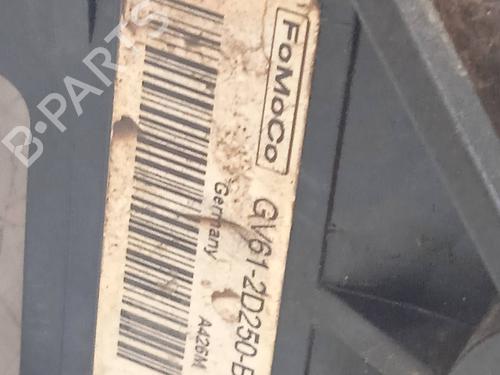 FoMoCo
GV61-2D250-B
Germany A426M
B-PARTS